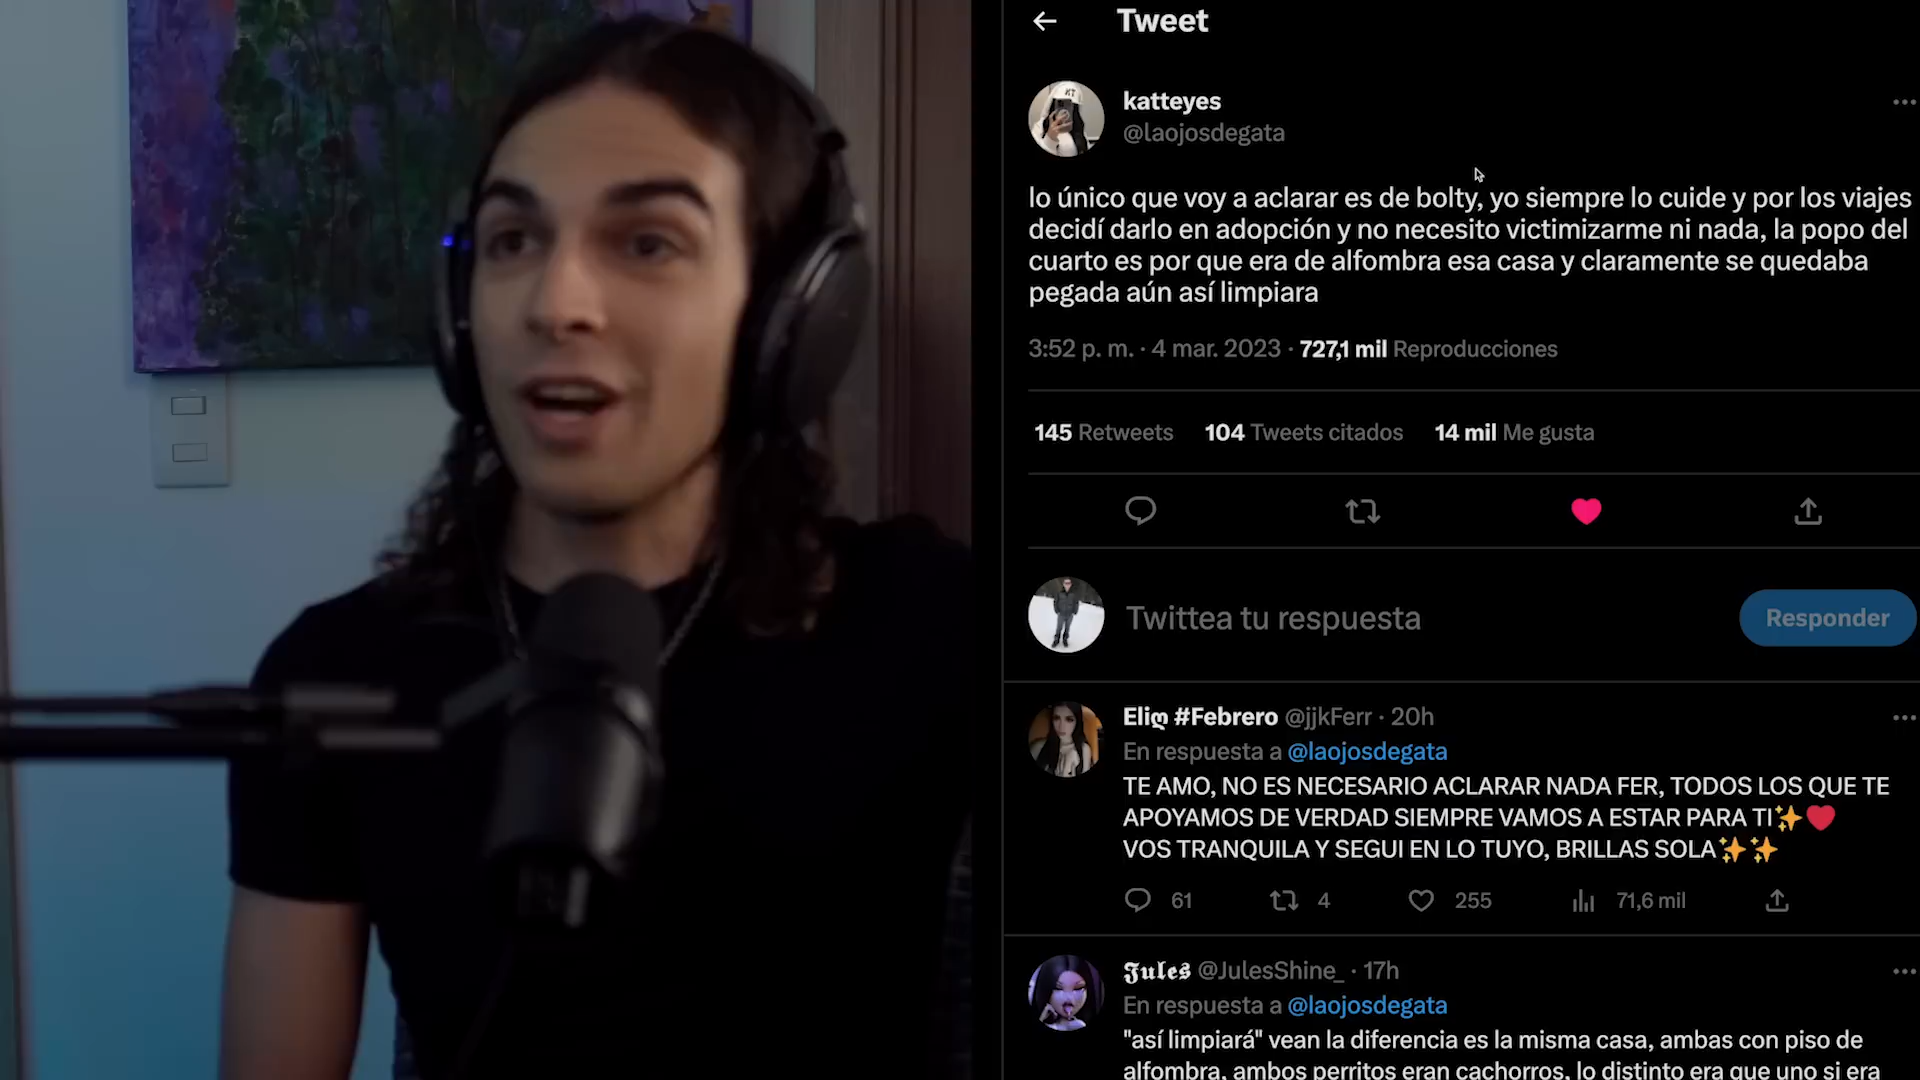 Tweet
katteyes
@laojosdegata
lo único que voy a aclarar es de bolty, yo siempre lo cuide y por los viajes
decidí darlo en adopción y no necesito victimizarme ni nada, la popo del
cuarto es por que era de alfombra esa casa y claramente se quedaba
pegada aún así limpiara
3:52 p. m. · 4 mar. 2023 · 727,1 mil Reproducciones
145 Retweets 104 Tweets citados 14 mil Me gusta
Twittea tu respuesta
Responder
Eliღ #Febrero @jjkFerr · 20h
En respuesta a @laojosdegata
TE AMO, NO ES NECESARIO ACLARAR NADA FER, TODOS LOS QUE TE
APOYAMOS DE VERDAD SIEMPRE VAMOS A ESTAR PARA TI✨❤️
VOS TRANQUILA Y SEGUI EN LO TUYO, BRILLAS SOLA✨✨
61 4 255 71,6 mil
𝕵𝖚𝖑𝖊𝖘 @JulesShine_ · 17h
En respuesta a @laojosdegata
"así limpiará" vean la diferencia es la misma casa, ambas con piso de
alfombra, ambos perritos eran cachorros, lo distinto era que uno si era